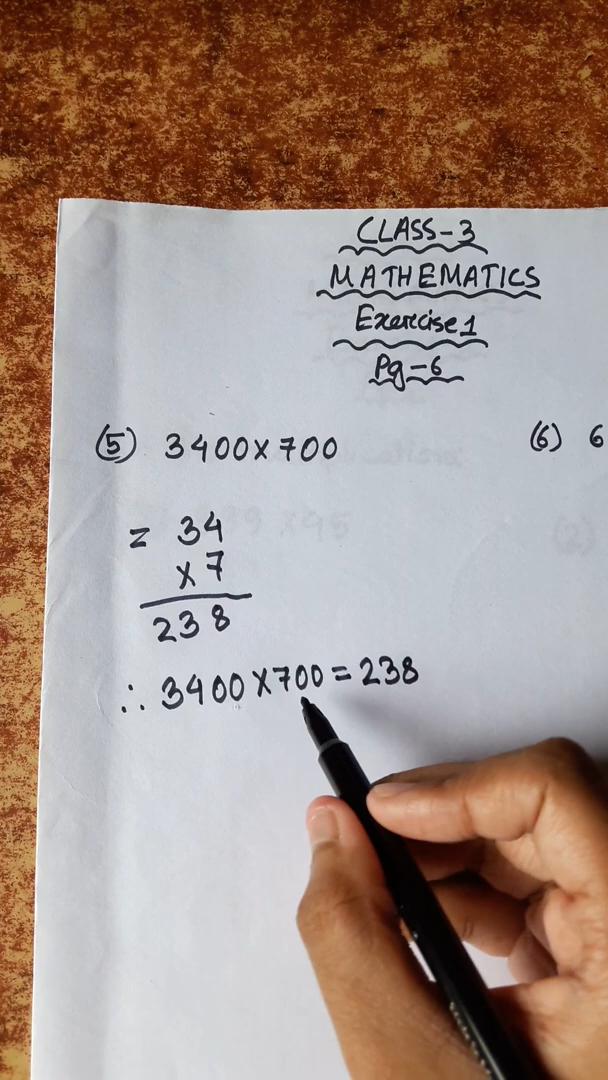 CLASS-3
MATHEMATICS
Exercise 1
Pg-6
(5) 3400x700
(6) 6
= 34
x 7
238
∴ 3400x700=238